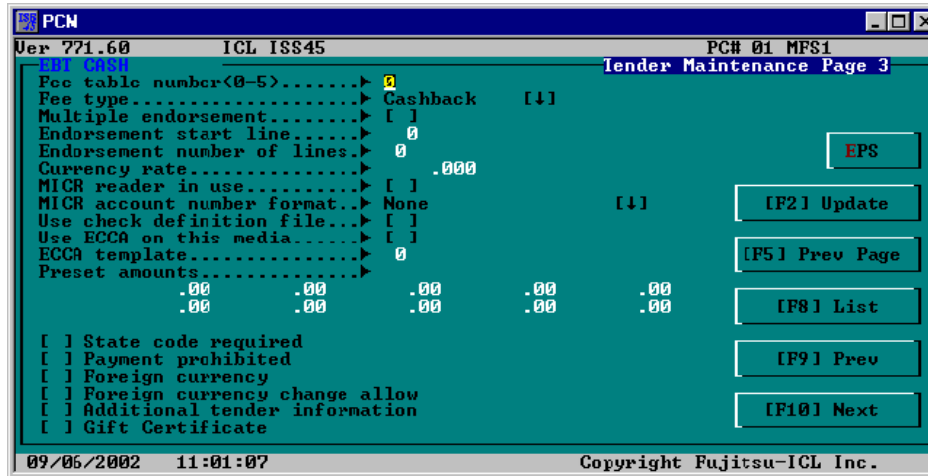 PCN
Ver 771.60 ICL ISS45 PC# 01 MFS1
EBT CASH Tender Maintenance Page 3
Fee table number<0-5>.......► 0
Fee type....................► Cashback [↓]
Multiple endorsement........► [ ]
Endorsement start line......► 0
Endorsement number of lines.► 0
Currency rate...............► .000
EPS
MICR reader in use..........► [ ]
MICR account number format..► None [↓]
[F2] Update
Use check definition file...► [ ]
Use ECCA on this media......► [ ]
ECCA template...............► 0
[F5] Prev Page
Preset amounts..............►
.00 .00 .00 .00 .00
.00 .00 .00 .00 .00
[F8] List
[ ] State code required
[ ] Payment prohibited
[F9] Prev
[ ] Foreign currency
[ ] Foreign currency change allow
[ ] Additional tender information
[F10] Next
[ ] Gift Certificate
09/06/2002 11:01:07 Copyright Fujitsu-ICL Inc.